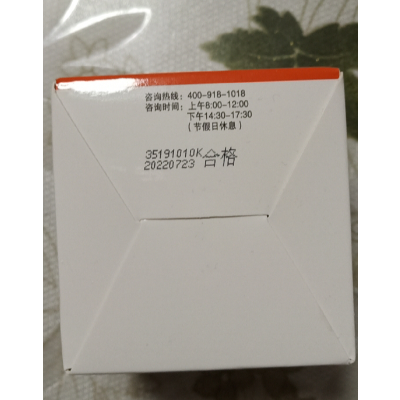 咨询热线：400-918-1018
咨询时间：上午8:00-12:00
下午14:30-17:30
（节假日休息）
35191010K
20220723 合格